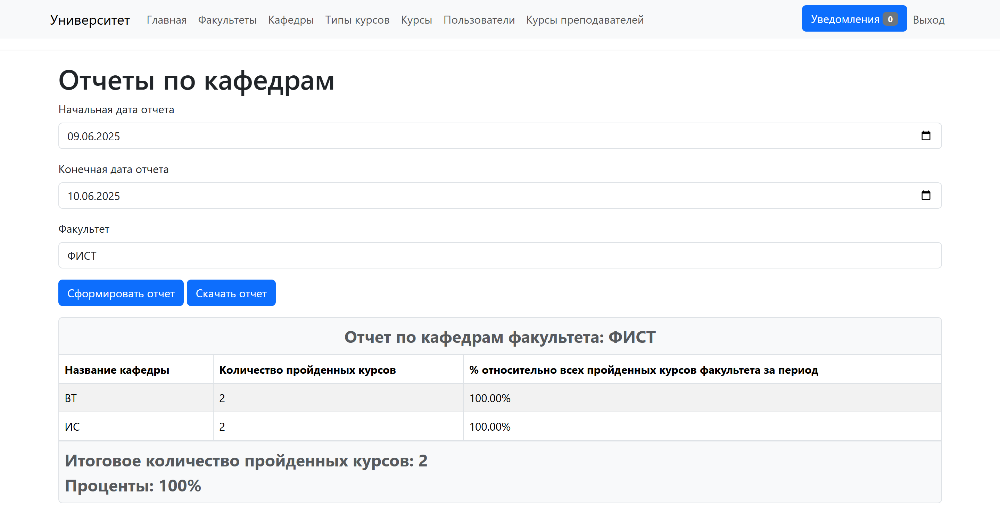 Университет Главная Факультеты Кафедры Типы курсов Курсы Пользователи Курсы преподавателей Уведомления 0 Выход
Отчеты по кафедрам
Начальная дата отчета
09.06.2025
Конечная дата отчета
10.06.2025
Факультет
ФИСТ
Сформировать отчет Скачать отчет
Отчет по кафедрам факультета: ФИСТ
Название кафедры Количество пройденных курсов % относительно всех пройденных курсов факультета за период
ВТ 2 100.00%
ИС 2 100.00%
Итоговое количество пройденных курсов: 2
Проценты: 100%